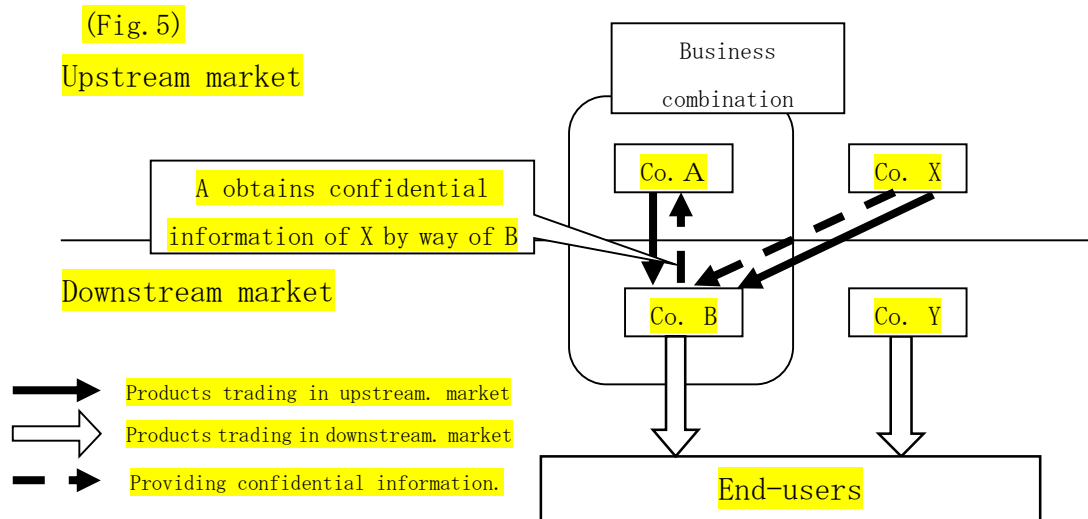 (Fig.5)
Upstream market
Business
combination
Co. A
Co. X
A obtains confidential
information of X by way of B
Downstream market
Co. B
Co. Y
Products trading in upstream. market
Products trading in downstream. market
Providing confidential information.
End-users